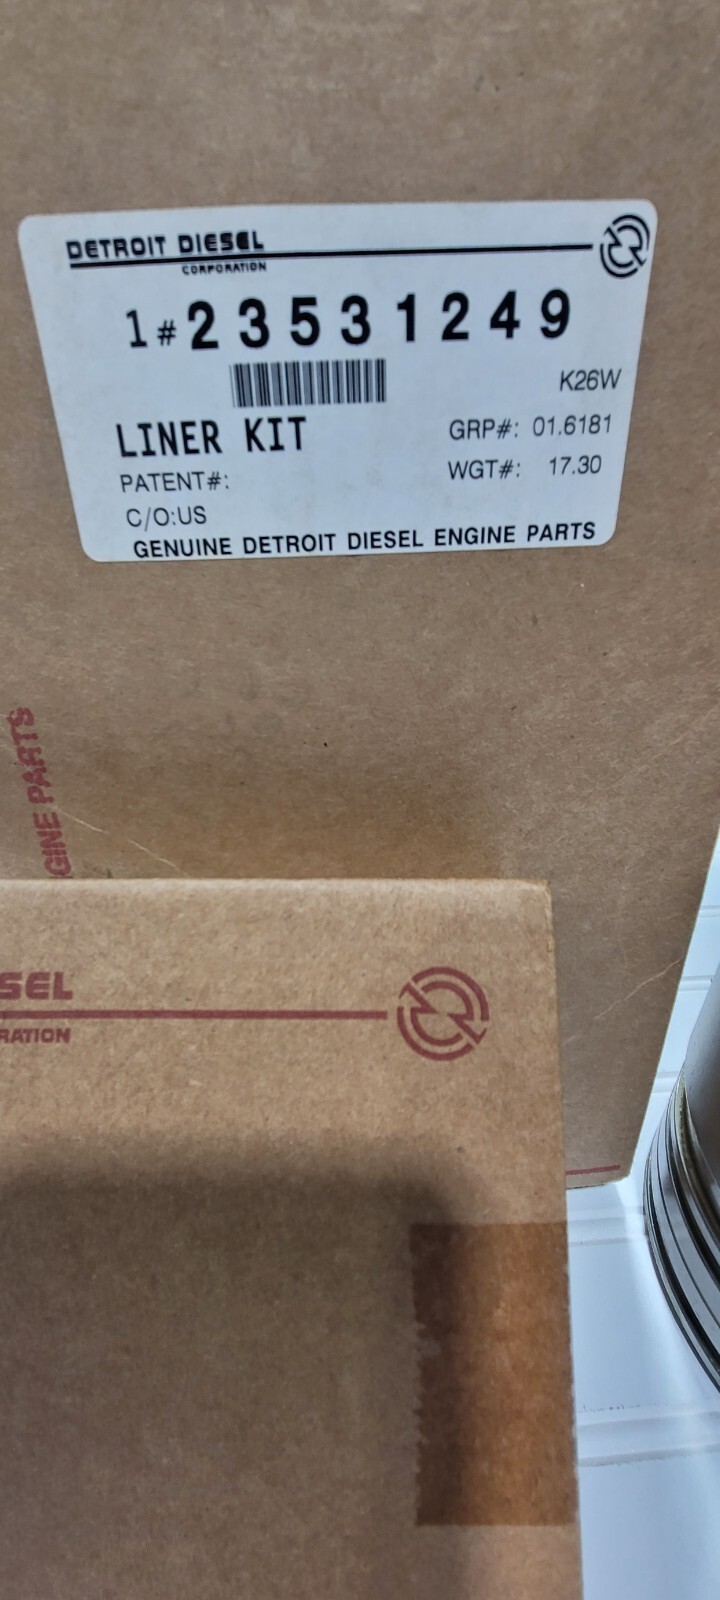 DETROIT DIESEL
CORPORATION
1# 23531249
K26W
LINER KIT
GRP#: 01.6181
PATENT#:
WGT#: 17.30
C/O:US
GENUINE DETROIT DIESEL ENGINE PARTS
GINE PARTS
SEL
RATION